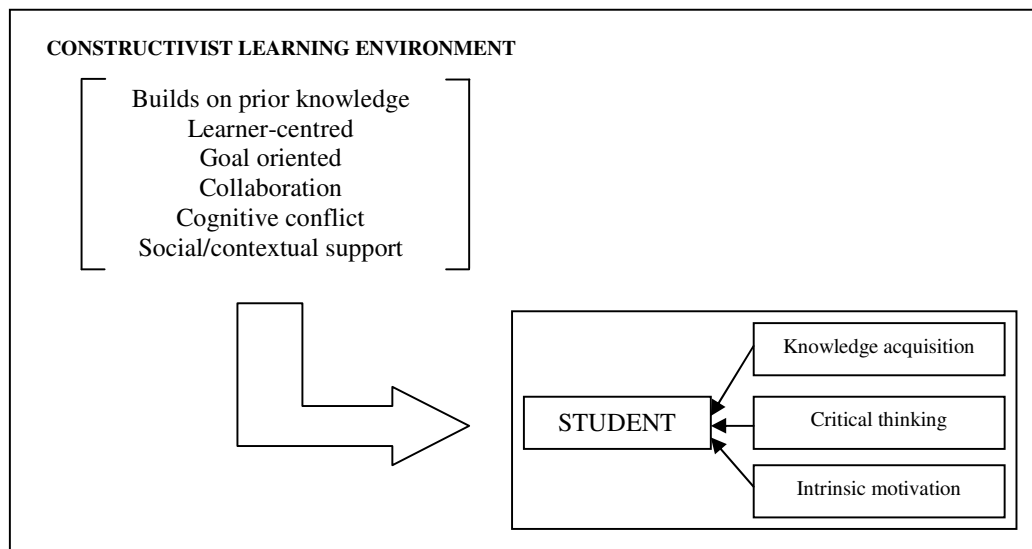 CONSTRUCTIVIST LEARNING ENVIRONMENT
Builds on prior knowledge
Learner-centred
Goal oriented
Collaboration
Cognitive conflict
Social/contextual support
Knowledge acquisition
STUDENT
Critical thinking
Intrinsic motivation